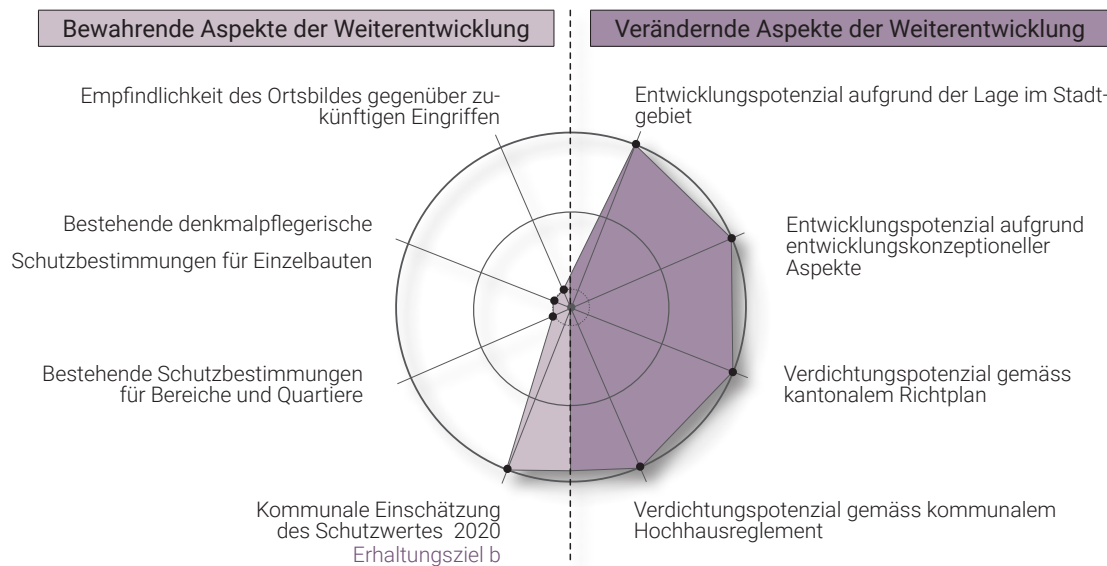 Bewahrende Aspekte der Weiterentwicklung
Verändernde Aspekte der Weiterentwicklung
Empfindlichkeit des Ortsbildes gegenüber zu-
künftigen Eingriffen
Entwicklungspotenzial aufgrund der Lage im Stadt-
gebiet
Bestehende denkmalpflegerische
Schutzbestimmungen für Einzelbauten
Entwicklungspotenzial aufgrund
entwicklungskonzeptioneller
Aspekte
Bestehende Schutzbestimmungen
für Bereiche und Quartiere
Verdichtungspotenzial gemäss
kantonalem Richtplan
Kommunale Einschätzung
des Schutzwertes 2020
Erhaltungsziel b
Verdichtungspotenzial gemäss kommunalem
Hochhausreglement